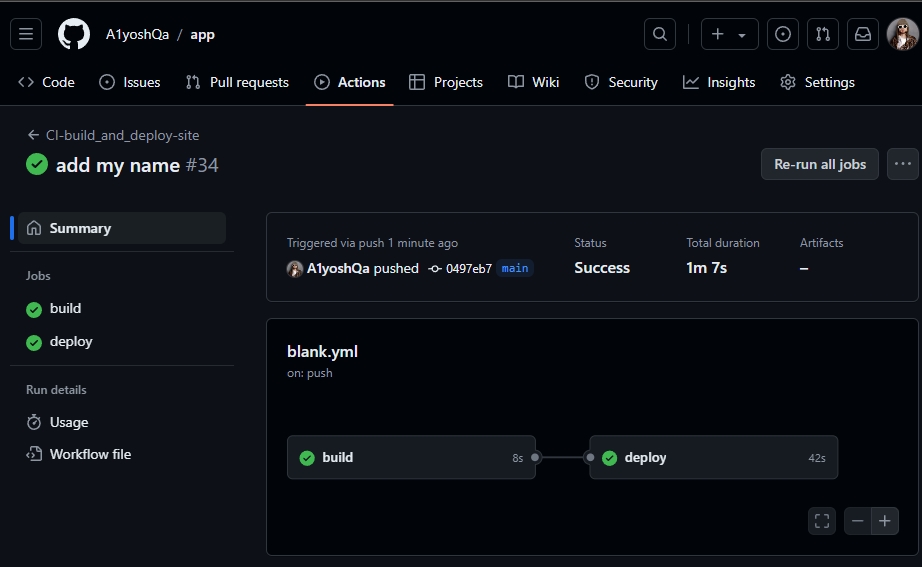 A1yoshQa / app
Code Issues Pull requests Actions Projects Wiki Security Insights Settings
CI-build_and_deploy-site
add my name #34
Re-run all jobs
Summary
Jobs
build
deploy
Run details
Usage
Workflow file
Triggered via push 1 minute ago
A1yoshQa pushed 0497eb7 main
Status
Success
Total duration
1m 7s
Artifacts
–
blank.yml
on: push
build 8s
deploy 42s